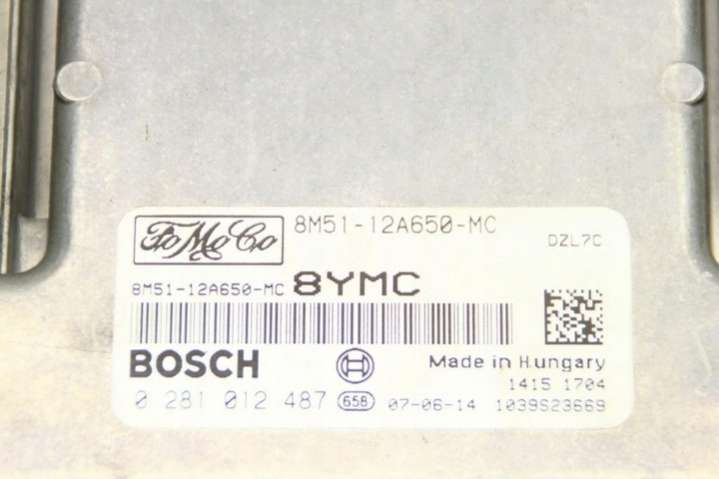 FoMoCo 8M51-12A650-MC
DZL7C
8M51-12A650-MC 8YMC
BOSCH Made in Hungary
1415 1704
0 281 012 487 658 07-06-14 1039S23669